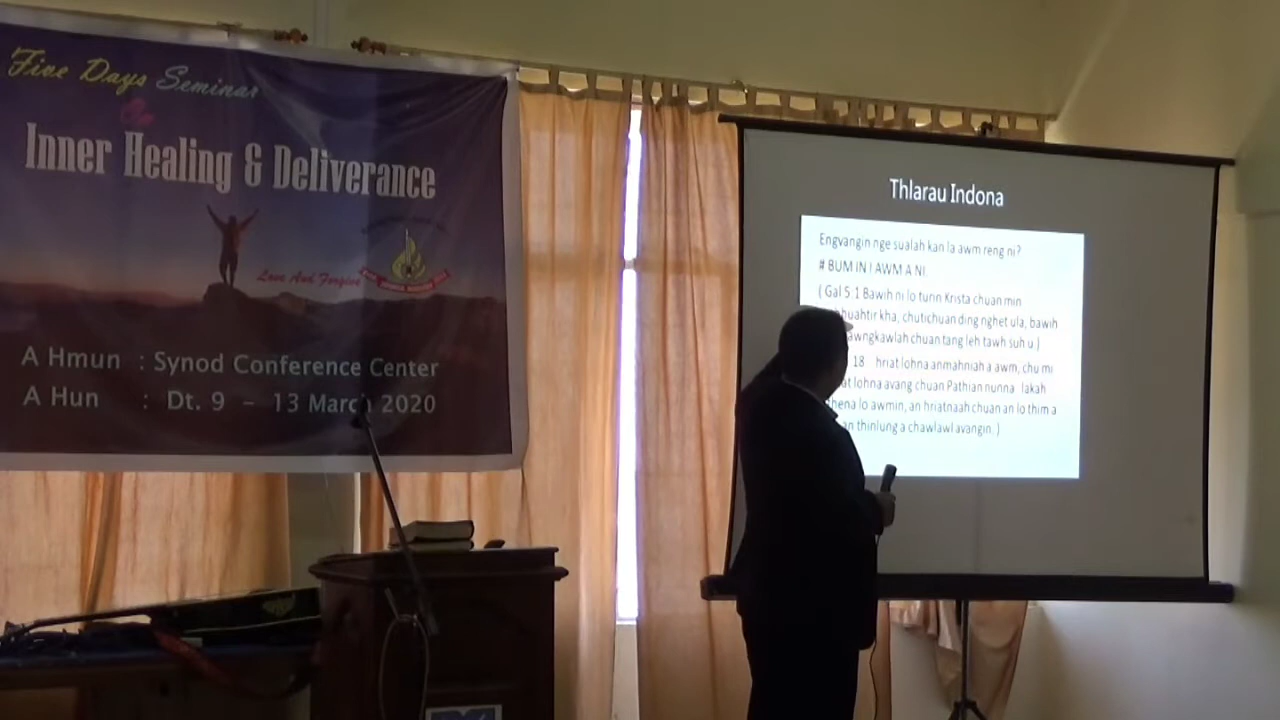 Five Days Seminar
On
Inner Healing & Deliverance
Love And Forgive
A Hmun : Synod Conference Center
A Hun : Dt. 9 – 13 March 2020
Thlarau Indona
Engvangin nge sualah kan la awm reng ni?
# BUM IN I AWM A NI.
( Gal 5:1 Bawih ni lo turin Krista chuan min
kha, chutichuan ding nghet ula, bawih
chuan tang leh tawh suh u.)
18 hriat lohna anmahniah a awm, chu mi
lohna avang chuan Pathian nunna lakah
lo awmin, an hriatnaah chuan an lo thim a
an thinlung a chawlawl avangin. )